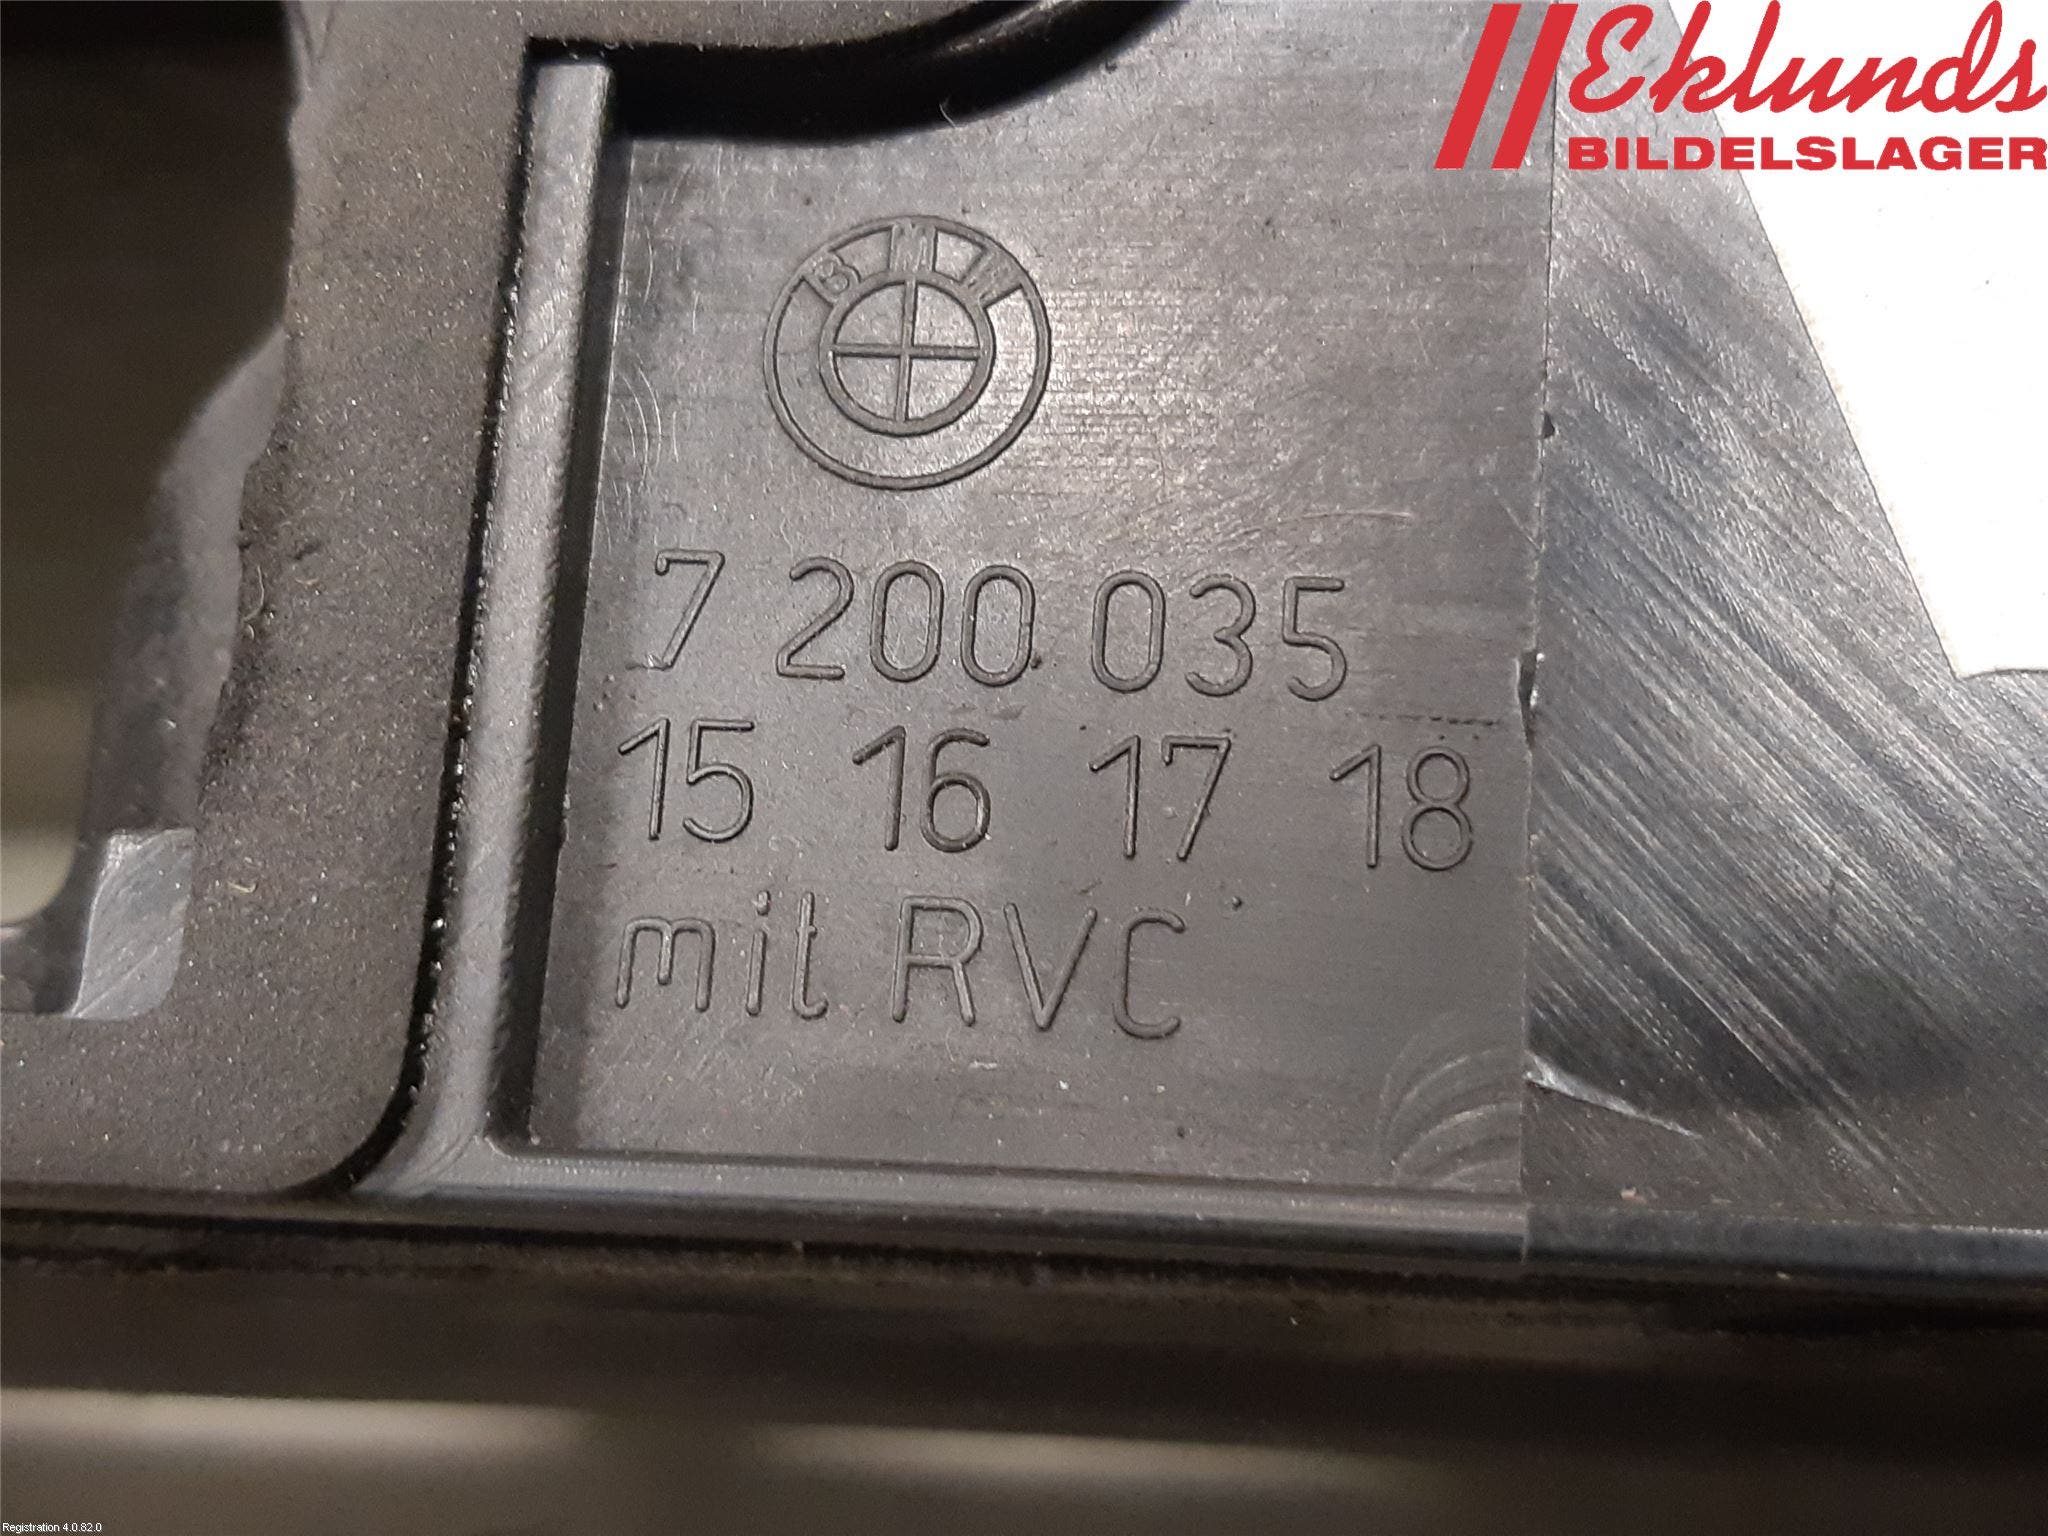 Eklunds
BILDELSLAGER
BMW
7 200 035
15 16 17 18
mit RVC
Registration 4.0.82.0